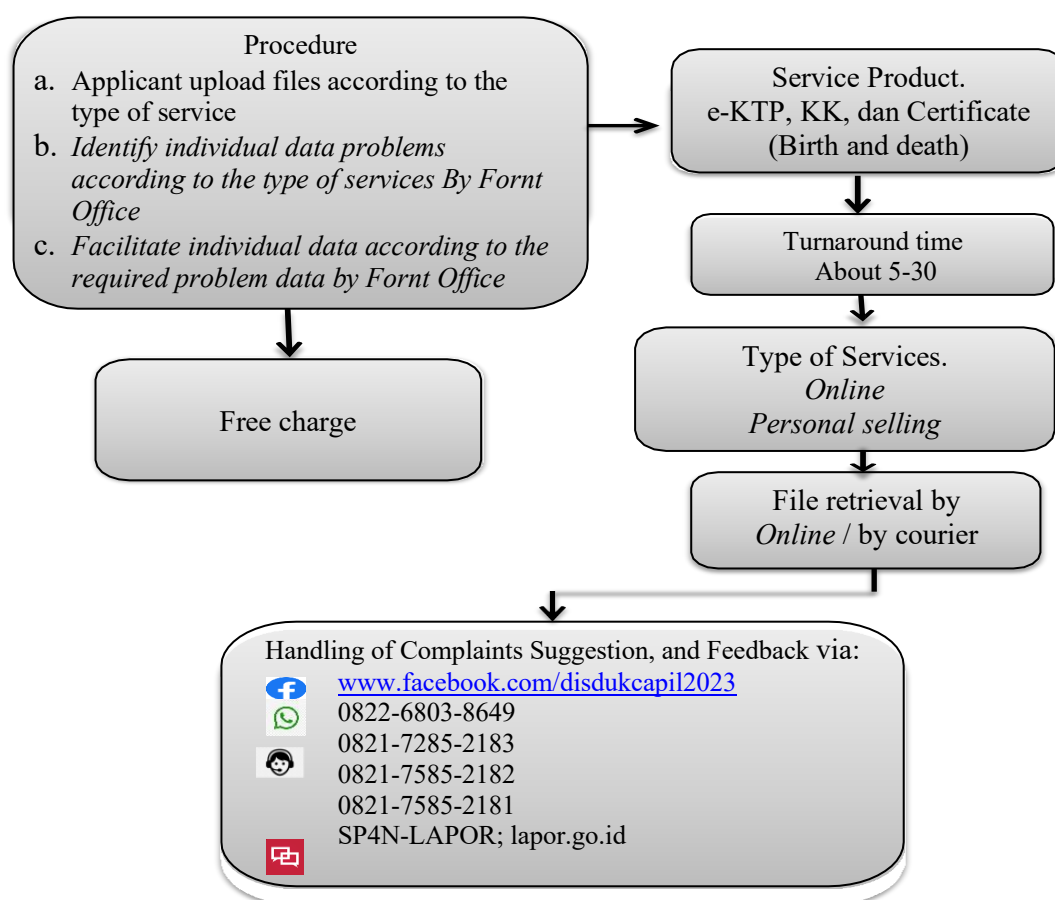 Procedure
a. Applicant upload files according to the
type of service
b. Identify individual data problems
according to the type of services By Fornt
Office
c. Facilitate individual data according to the
required problem data by Fornt Office
Free charge
Service Product.
e-KTP, KK, dan Certificate
(Birth and death)
Turnaround time
About 5-30
Type of Services.
Online
Personal selling
File retrieval by
Online / by courier
Handling of Complaints Suggestion, and Feedback via:
www.facebook.com/disdukcapil2023
0822-6803-8649
0821-7285-2183
0821-7585-2182
0821-7585-2181
SP4N-LAPOR; lapor.go.id